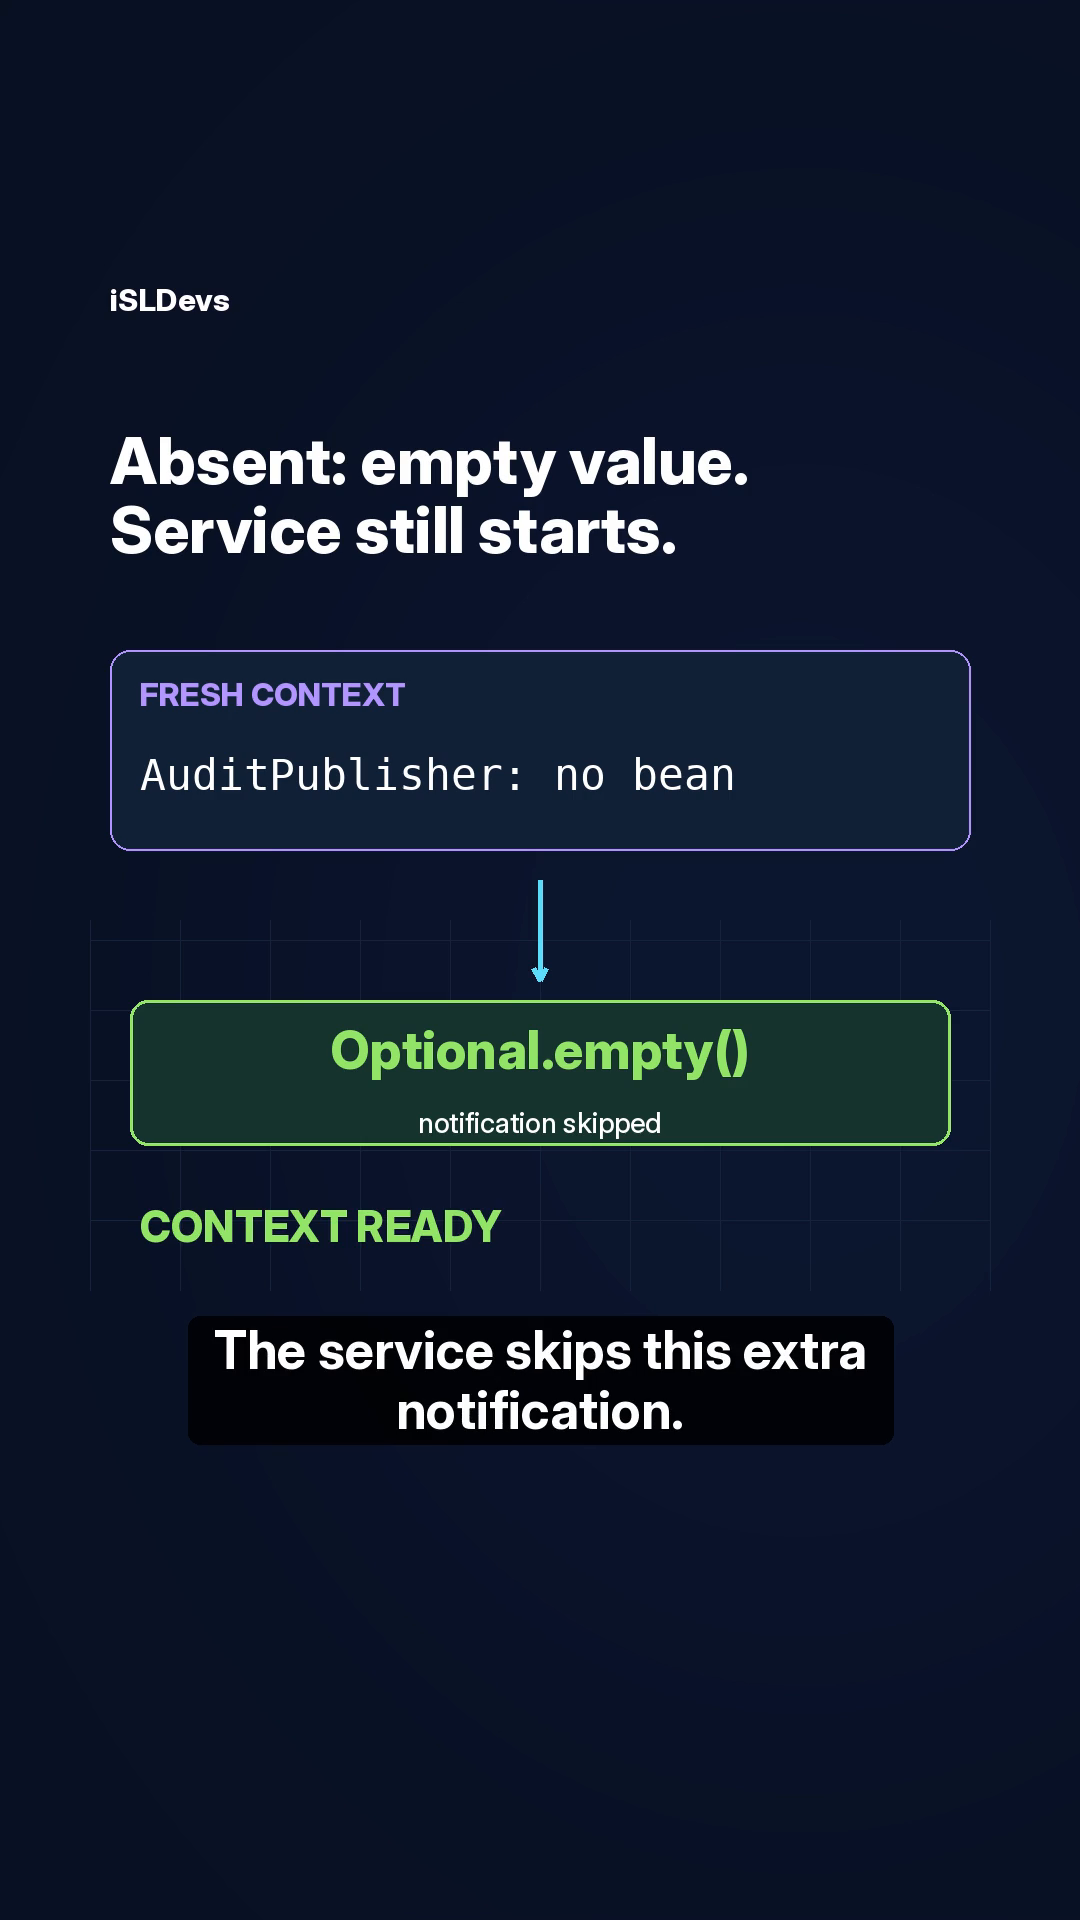 iSLDevs
Absent: empty value.
Service still starts.
FRESH CONTEXT
AuditPublisher: no bean
Optional.empty()
notification skipped
CONTEXT READY
The service skips this extra
notification.